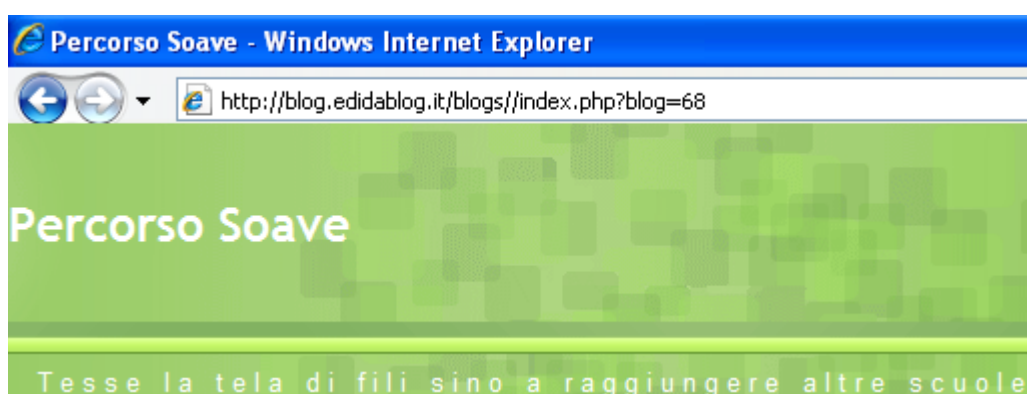 Percorso Soave - Windows Internet Explorer
http://blog.edidablog.it/blogs//index.php?blog=68
Percorso Soave
Tesse la tela di fili sino a raggiungere altre scuole